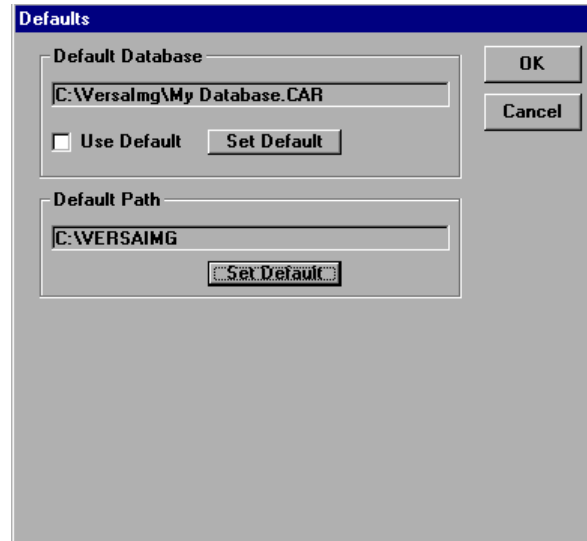 Defaults
Default Database
OK
C:\VersaImg\My Database.CAR
Cancel
Use Default
Set Default
Default Path
C:\VERSAIMG
Set Default